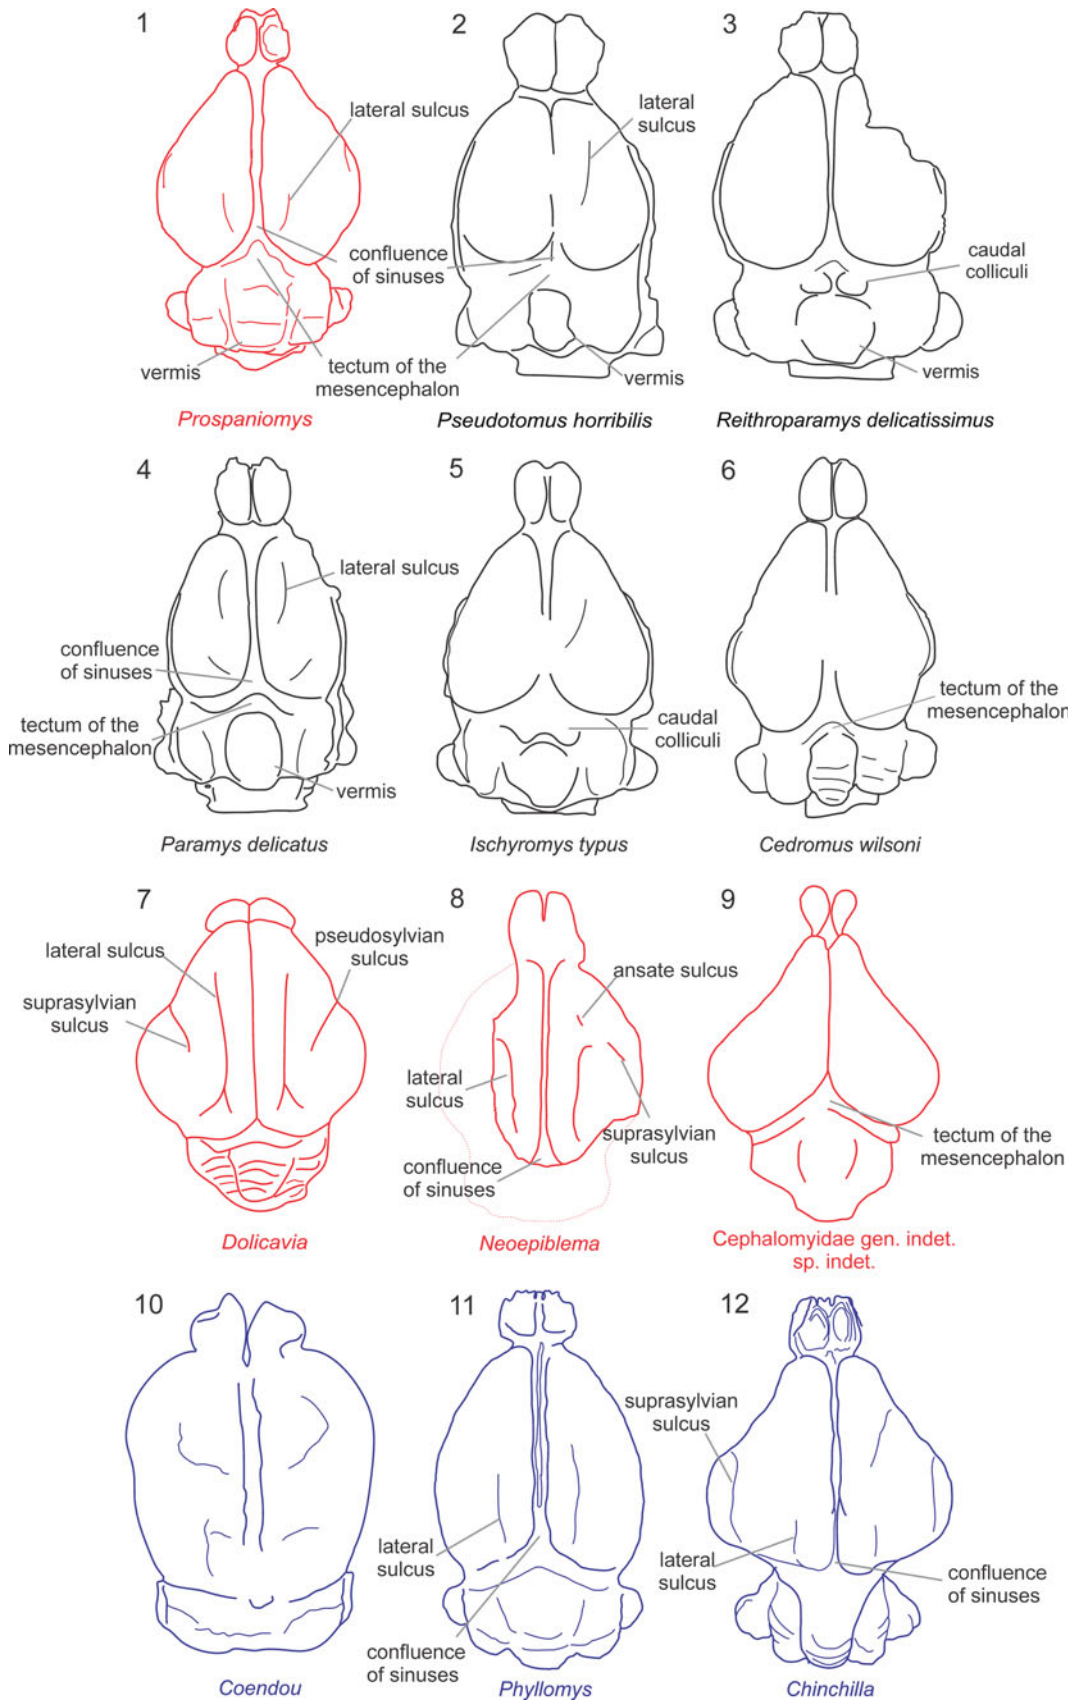 1
2
3
lateral sulcus
lateral
sulcus
confluence
of sinuses
caudal
colliculi
vermis
tectum of the
mesencephalon
vermis
vermis
Prospaniomys
Pseudotomus horribilis
Reithroparamys delicatissimus
4
5
6
lateral sulcus
confluence
of sinuses
tectum of the
mesencephalon
vermis
caudal
colliculi
tectum of the
mesencephalon
Paramys delicatus
Ischyromys typus
Cedromus wilsoni
7
8
9
lateral sulcus
pseudosylvian
sulcus
suprasylvian
sulcus
ansate sulcus
lateral
sulcus
suprasylvian
sulcus
confluence
of sinuses
tectum of the
mesencephalon
Dolicavia
Neoepiblema
Cephalomyidae gen. indet.
sp. indet.
10
11
12
suprasylvian
sulcus
lateral
sulcus
confluence
of sinuses
lateral
sulcus
confluence
of sinuses
Coendou
Phyllomys
Chinchilla